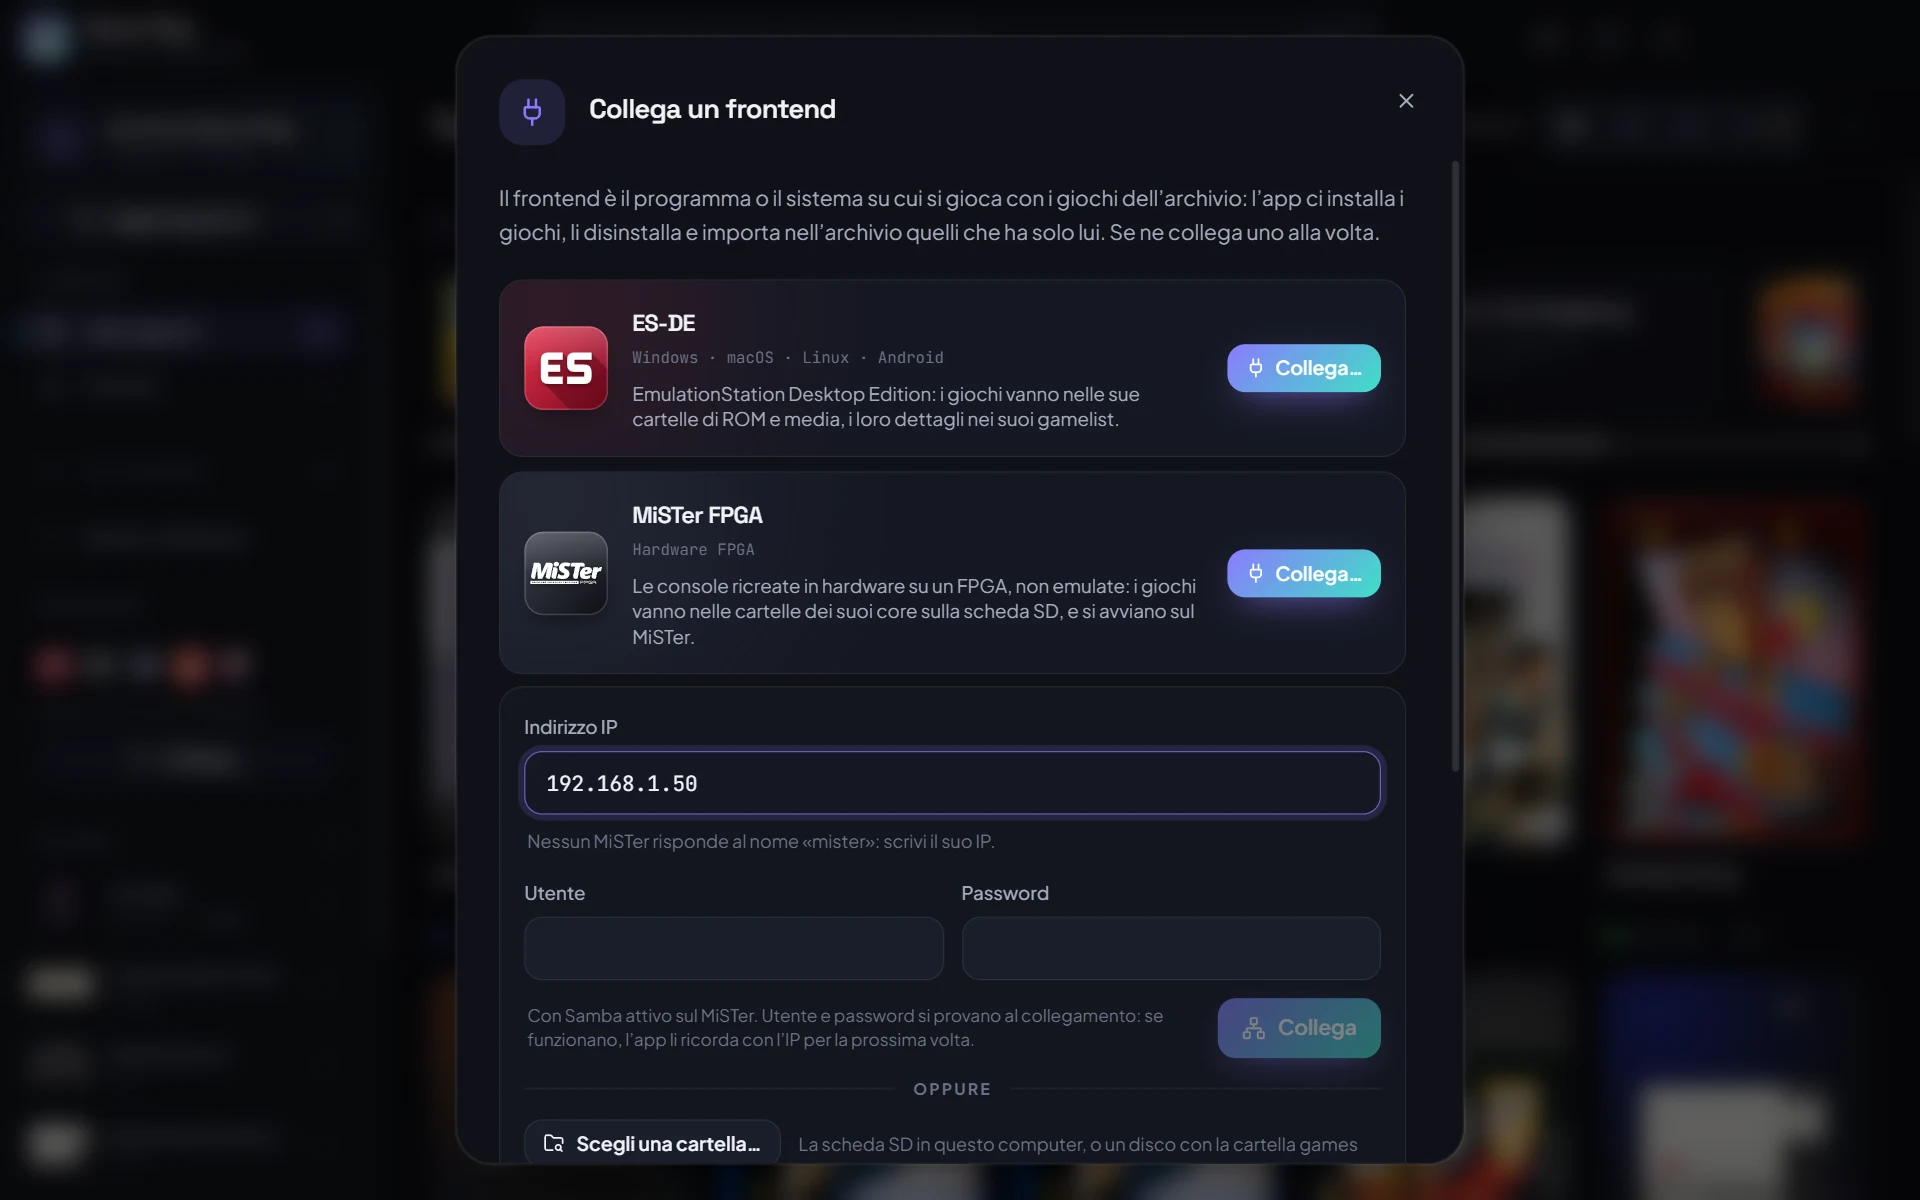 Collega un frontend
Il frontend è il programma o il sistema su cui si gioca con i giochi dell’archivio: l’app ci installa i
giochi, li disinstalla e importa nell’archivio quelli che ha solo lui. Se ne collega uno alla volta.
ES
ES-DE
Windows · macOS · Linux · Android
EmulationStation Desktop Edition: i giochi vanno nelle sue
cartelle di ROM e media, i loro dettagli nei suoi gamelist.
Collega…
MiSTer
MiSTer FPGA
Hardware FPGA
Le console ricreate in hardware su un FPGA, non emulate: i giochi
vanno nelle cartelle dei suoi core sulla scheda SD, e si avviano sul
MiSTer.
Collega…
Indirizzo IP
192.168.1.50
Nessun MiSTer risponde al nome «mister»: scrivi il suo IP.
Utente
Password
Con Samba attivo sul MiSTer. Utente e password si provano al collegamento: se
funzionano, l’app li ricorda con l’IP per la prossima volta.
Collega
OPPURE
Scegli una cartella…
La scheda SD in questo computer, o un disco con la cartella games